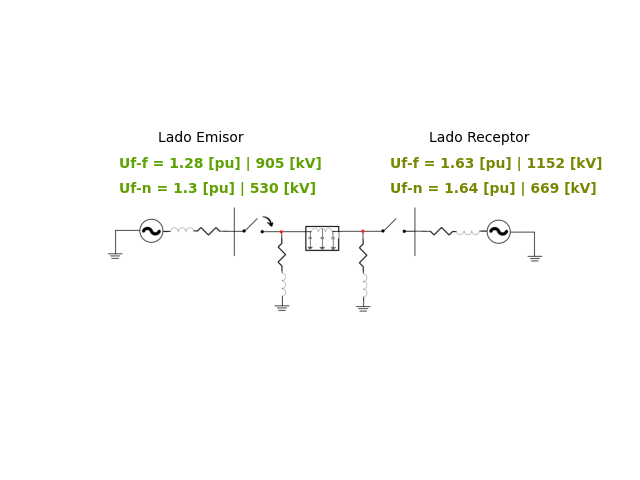 Lado Emisor
Uf-f = 1.28 [pu] | 905 [kV]
Uf-n = 1.3 [pu] | 530 [kV]
Lado Receptor
Uf-f = 1.63 [pu] | 1152 [kV]
Uf-n = 1.64 [pu] | 669 [kV]